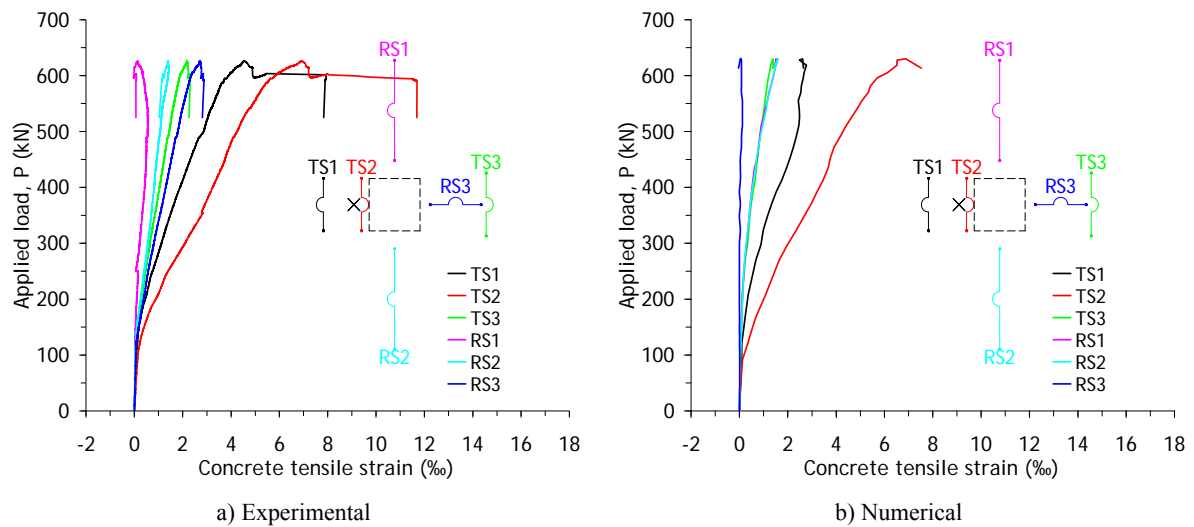 Applied load, P (kN)
700
600
500
400
300
200
100
0
-2 0 2 4 6 8 10 12 14 16 18
Concrete tensile strain (‰)
RS1
TS1
TS2
TS3
RS3
RS2
TS1
TS2
TS3
RS1
RS2
RS3
a) Experimental
Applied load, P (kN)
700
600
500
400
300
200
100
0
-2 0 2 4 6 8 10 12 14 16 18
Concrete tensile strain (‰)
RS1
TS1
TS2
TS3
RS3
RS2
TS1
TS2
TS3
RS1
RS2
RS3
b) Numerical